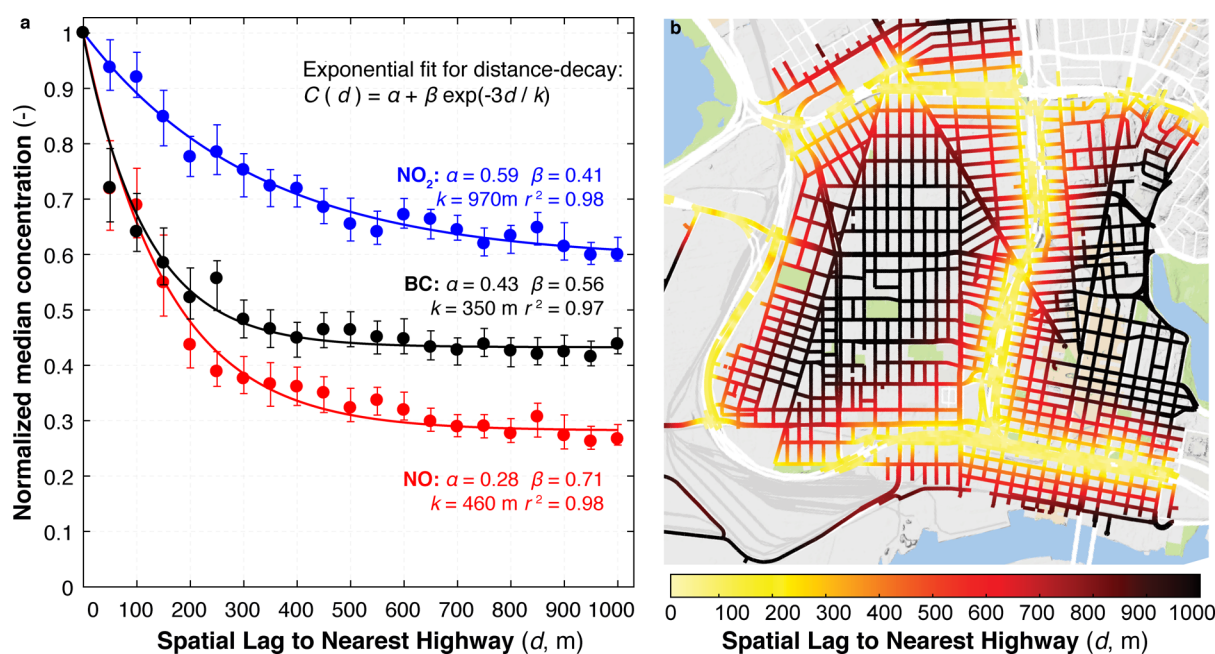 a
Normalized median concentration (-)
1
0.9
0.8
0.7
0.6
0.5
0.4
0.3
0.2
0.1
0
Exponential fit for distance-decay:
C ( d ) = α + β exp(-3d / k)
NO₂: α = 0.59 β = 0.41
k = 970m r² = 0.98
BC: α = 0.43 β = 0.56
k = 350 m r² = 0.97
NO: α = 0.28 β = 0.71
k = 460 m r² = 0.98
0 100 200 300 400 500 600 700 800 900 1000
Spatial Lag to Nearest Highway (d, m)
b
0 100 200 300 400 500 600 700 800 900 1000
Spatial Lag to Nearest Highway (d, m)